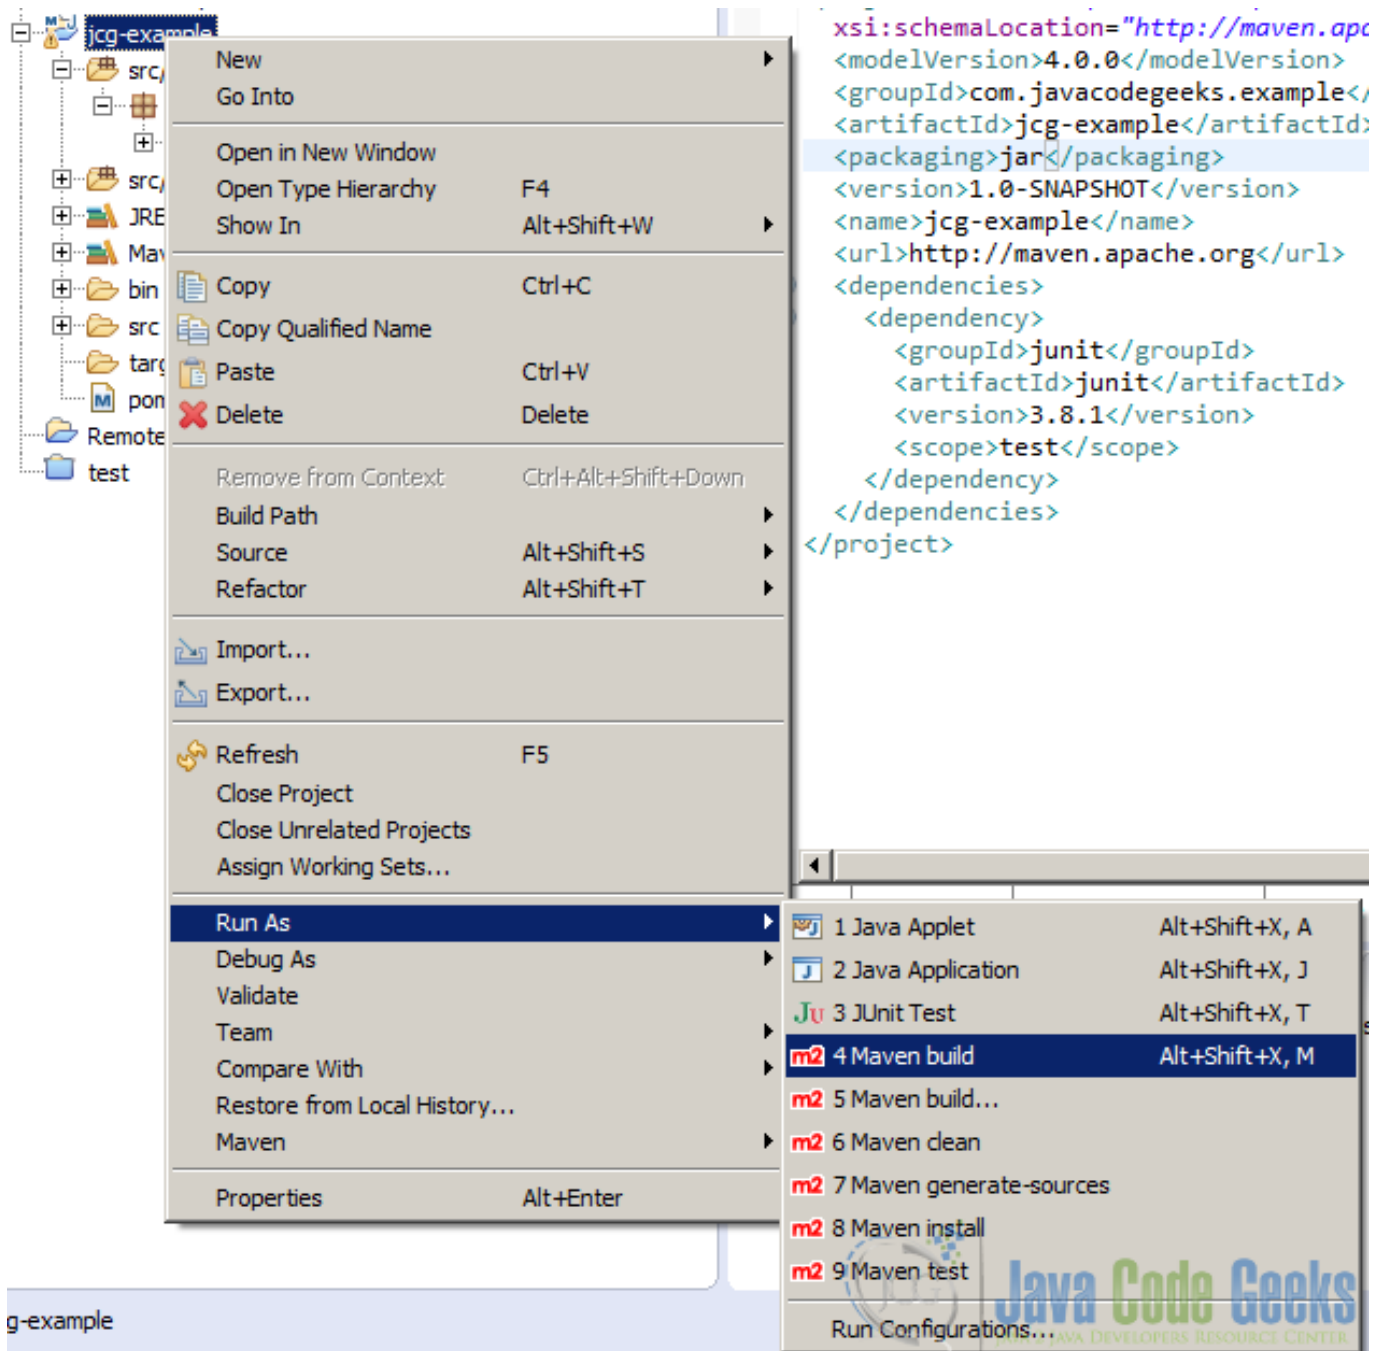 jcg-example
src/
src/
JRE
Mav
bin
src
targ
pom
Remote
test
New
Go Into
Open in New Window
Open Type Hierarchy F4
Show In Alt+Shift+W
Copy Ctrl+C
Copy Qualified Name
Paste Ctrl+V
Delete Delete
Remove from Context Ctrl+Alt+Shift+Down
Build Path
Source Alt+Shift+S
Refactor Alt+Shift+T
Import...
Export...
Refresh F5
Close Project
Close Unrelated Projects
Assign Working Sets...
Run As
Debug As
Validate
Team
Compare With
Restore from Local History...
Maven
Properties Alt+Enter
xsi:schemaLocation="http://maven.apa
<modelVersion>4.0.0</modelVersion>
<groupId>com.javacodegeeks.example</
<artifactId>jcg-example</artifactId>
<packaging>jar</packaging>
<version>1.0-SNAPSHOT</version>
<name>jcg-example</name>
<url>http://maven.apache.org</url>
<dependencies>
<dependency>
<groupId>junit</groupId>
<artifactId>junit</artifactId>
<version>3.8.1</version>
<scope>test</scope>
</dependency>
</dependencies>
</project>
1 Java Applet Alt+Shift+X, A
2 Java Application Alt+Shift+X, J
Ju 3 JUnit Test Alt+Shift+X, T
m2 4 Maven build Alt+Shift+X, M
m2 5 Maven build...
m2 6 Maven clean
m2 7 Maven generate-sources
m2 8 Maven install
m2 9 Maven test
Run Configurations...
Java Code Geeks
JAVA DEVELOPERS RESOURCE CENTER
g-example